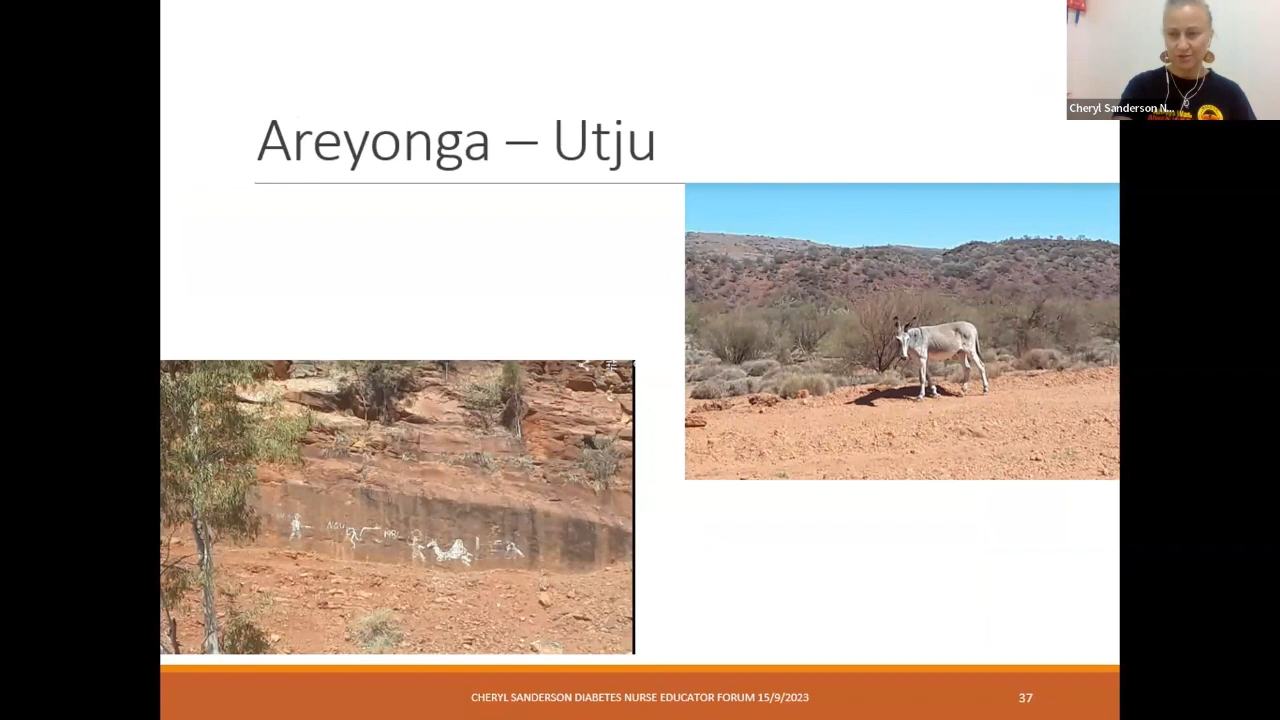 Areyonga – Utju
Cheryl Sanderson N...
CHERYL SANDERSON DIABETES NURSE EDUCATOR FORUM 15/9/2023
37